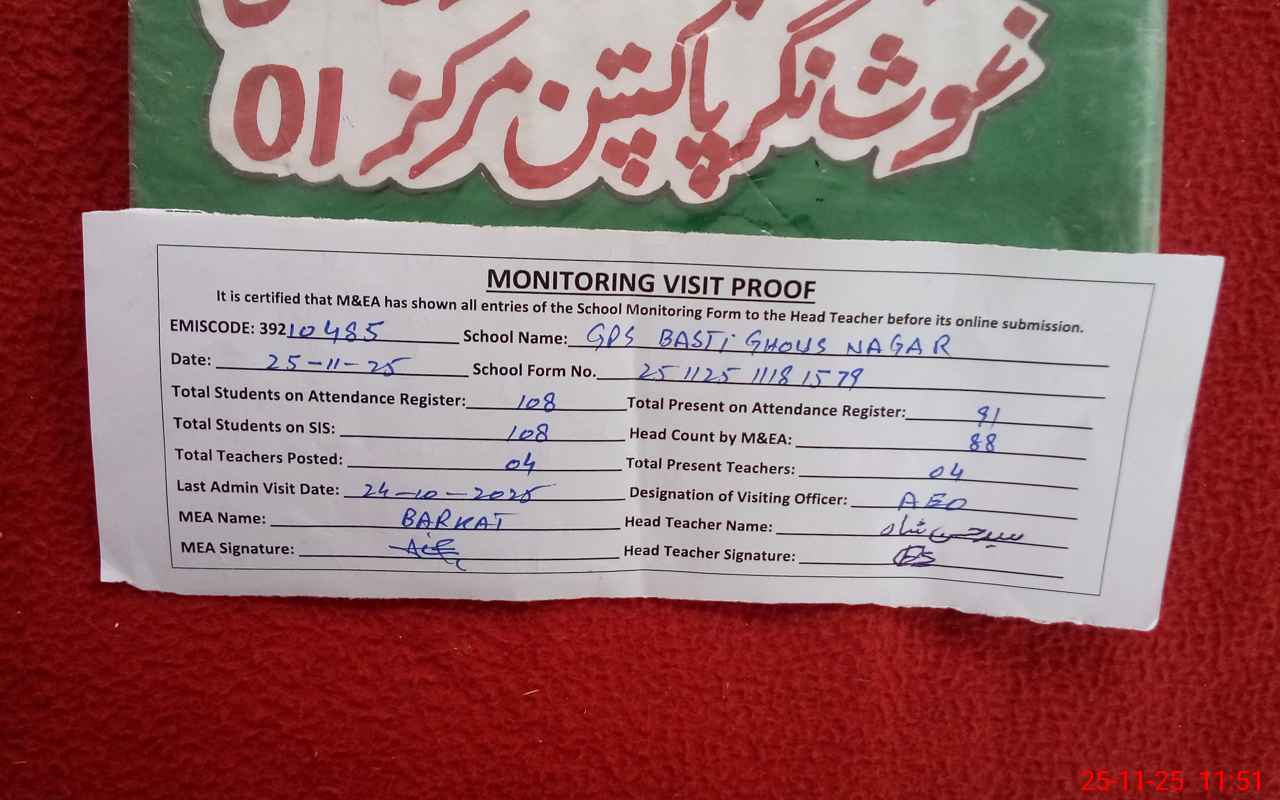 غوث نگر پاکپتن مرکز 01
MONITORING VISIT PROOF
It is certified that M&EA has shown all entries of the School Monitoring Form to the Head Teacher before its online submission.
EMISCODE: 39210485 School Name: GPS BASTI GHOUS NAGAR
Date: 25-11-25 School Form No. 25 1125 1118 1579
Total Students on Attendance Register: 108 Total Present on Attendance Register: 91
Total Students on SIS: 108 Head Count by M&EA: 88
Total Teachers Posted: 04 Total Present Teachers: 04
Last Admin Visit Date: 24-10-2025 Designation of Visiting Officer: AEO
MEA Name: BARKAT Head Teacher Name:
MEA Signature: Head Teacher Signature:
25-11-25 11:51